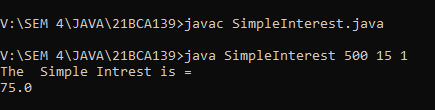 V:\SEM 4\JAVA\21BCA139>javac SimpleInterest.java
V:\SEM 4\JAVA\21BCA139>java SimpleInterest 500 15 1
The  Simple Intrest is =
75.0